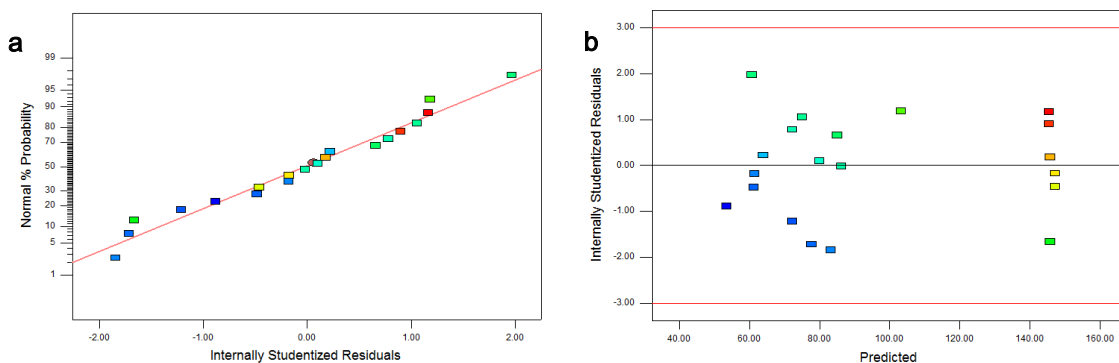 a
Normal % Probability
99
95
90
80
70
50
30
20
10
5
1
-2.00 -1.00 0.00 1.00 2.00
Internally Studentized Residuals
b
Internally Studentized Residuals
3.00
2.00
1.00
0.00
-1.00
-2.00
-3.00
40.00 60.00 80.00 100.00 120.00 140.00 160.00
Predicted